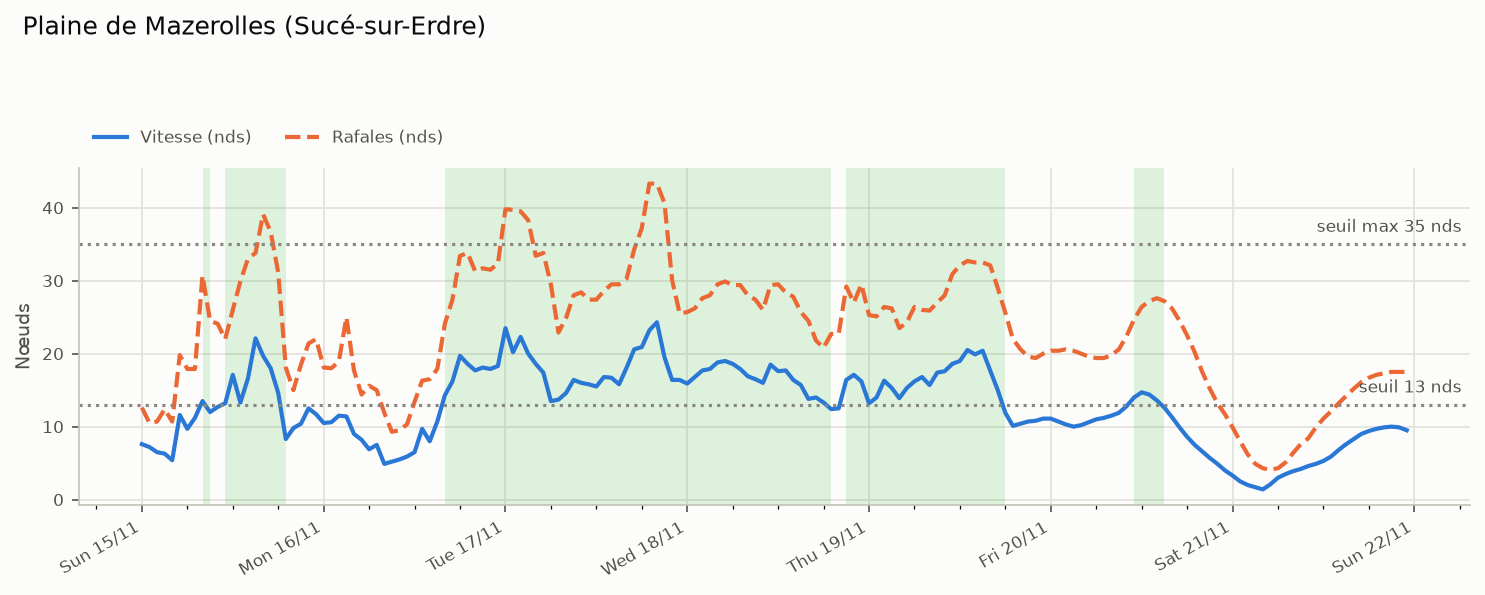 Plaine de Mazerolles (Sucé-sur-Erdre)
Vitesse (nds) Rafales (nds)
Nœuds
40
30
20
10
0
seuil max 35 nds
seuil 13 nds
Sun 15/11 Mon 16/11 Tue 17/11 Wed 18/11 Thu 19/11 Fri 20/11 Sat 21/11 Sun 22/11